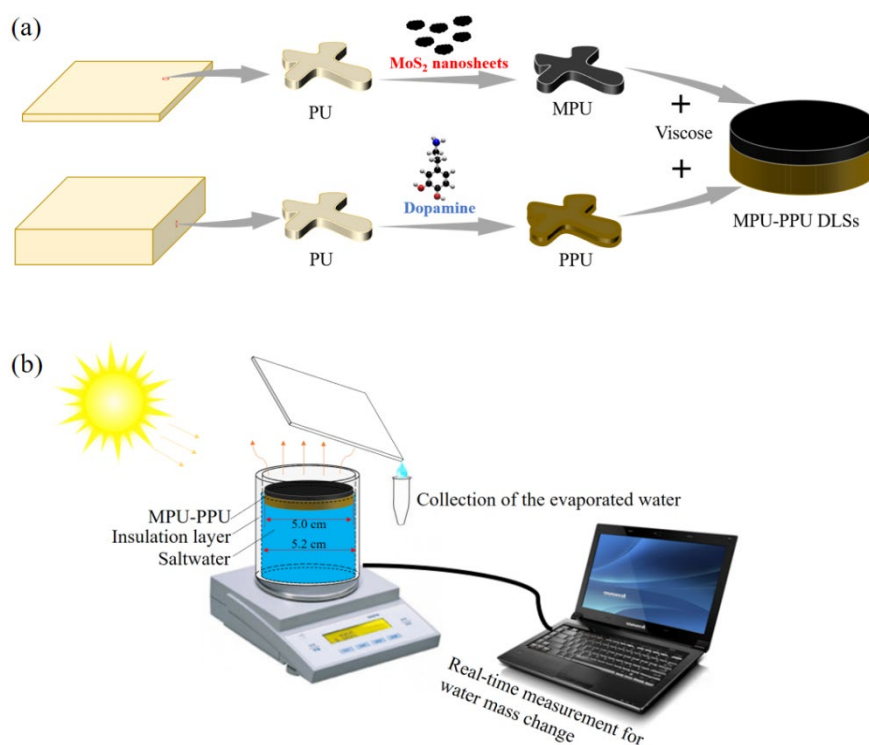 (a)
MoS₂ nanosheets
PU
MPU
+
Viscose
+
Dopamine
PU
PPU
MPU-PPU DLSs
(b)
MPU-PPU
Insulation layer
Saltwater
5.0 cm
5.2 cm
Collection of the evaporated water
Real-time measurement for
water mass change